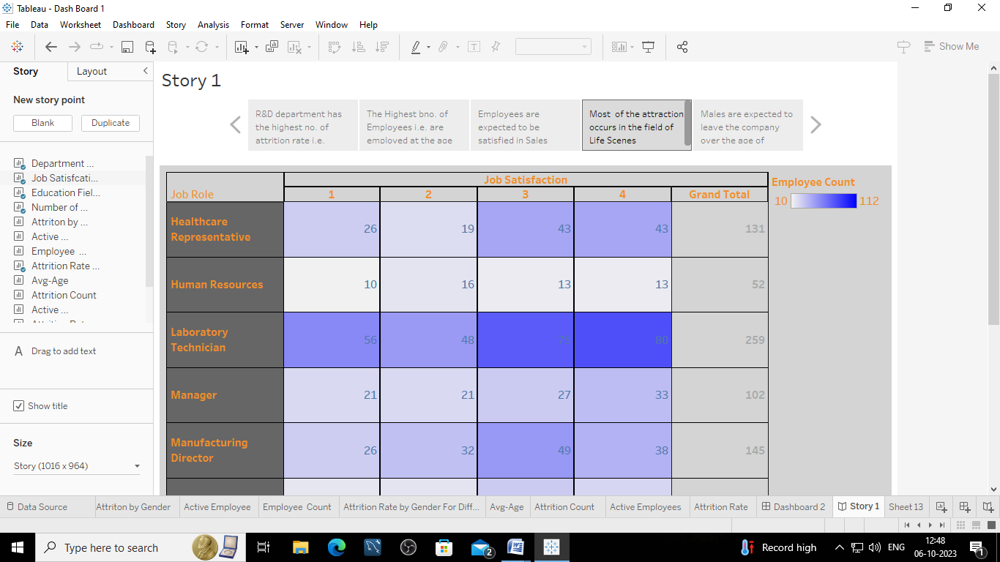 Tableau - Dash Board 1
File Data Worksheet Dashboard Story Analysis Format Server Window Help
Show Me
Story Layout
New story point
Blank Duplicate
Department ...
Job Satisfcati...
Education Fiel...
Number of ...
Attriton by ...
Active ...
Employee ...
Attrition Rate ...
Avg-Age
Attrition Count
Active ...
A Drag to add text
Show title
Size
Story (1016 x 964)
Story 1
R&D department has
the highest no. of
attrition rate i.e.
The Highest bno. of
Employees i.e. are
employed at the age
Employees are
expected to be
satisfied in Sales
Most of the attraction
occurs in the field of
Life Scenes
Males are expected to
leave the company
over the age of
Job Satisfaction
Job Role 1 2 3 4 Grand Total
Healthcare
Representative 26 19 43 43 131
Human Resources 10 16 13 13 52
Laboratory
Technician 56 48 80 259
Manager 21 21 27 33 102
Manufacturing
Director 26 32 49 38 145
Employee Count
10 112
Data Source Attriton by Gender Active Employee Employee Count Attrition Rate by Gender For Diff... Avg-Age Attrition Count Active Employees Attrition Rate Dashboard 2 Story 1 Sheet 13
Type here to search
2
Record high
ENG
12:48
06-10-2023
1